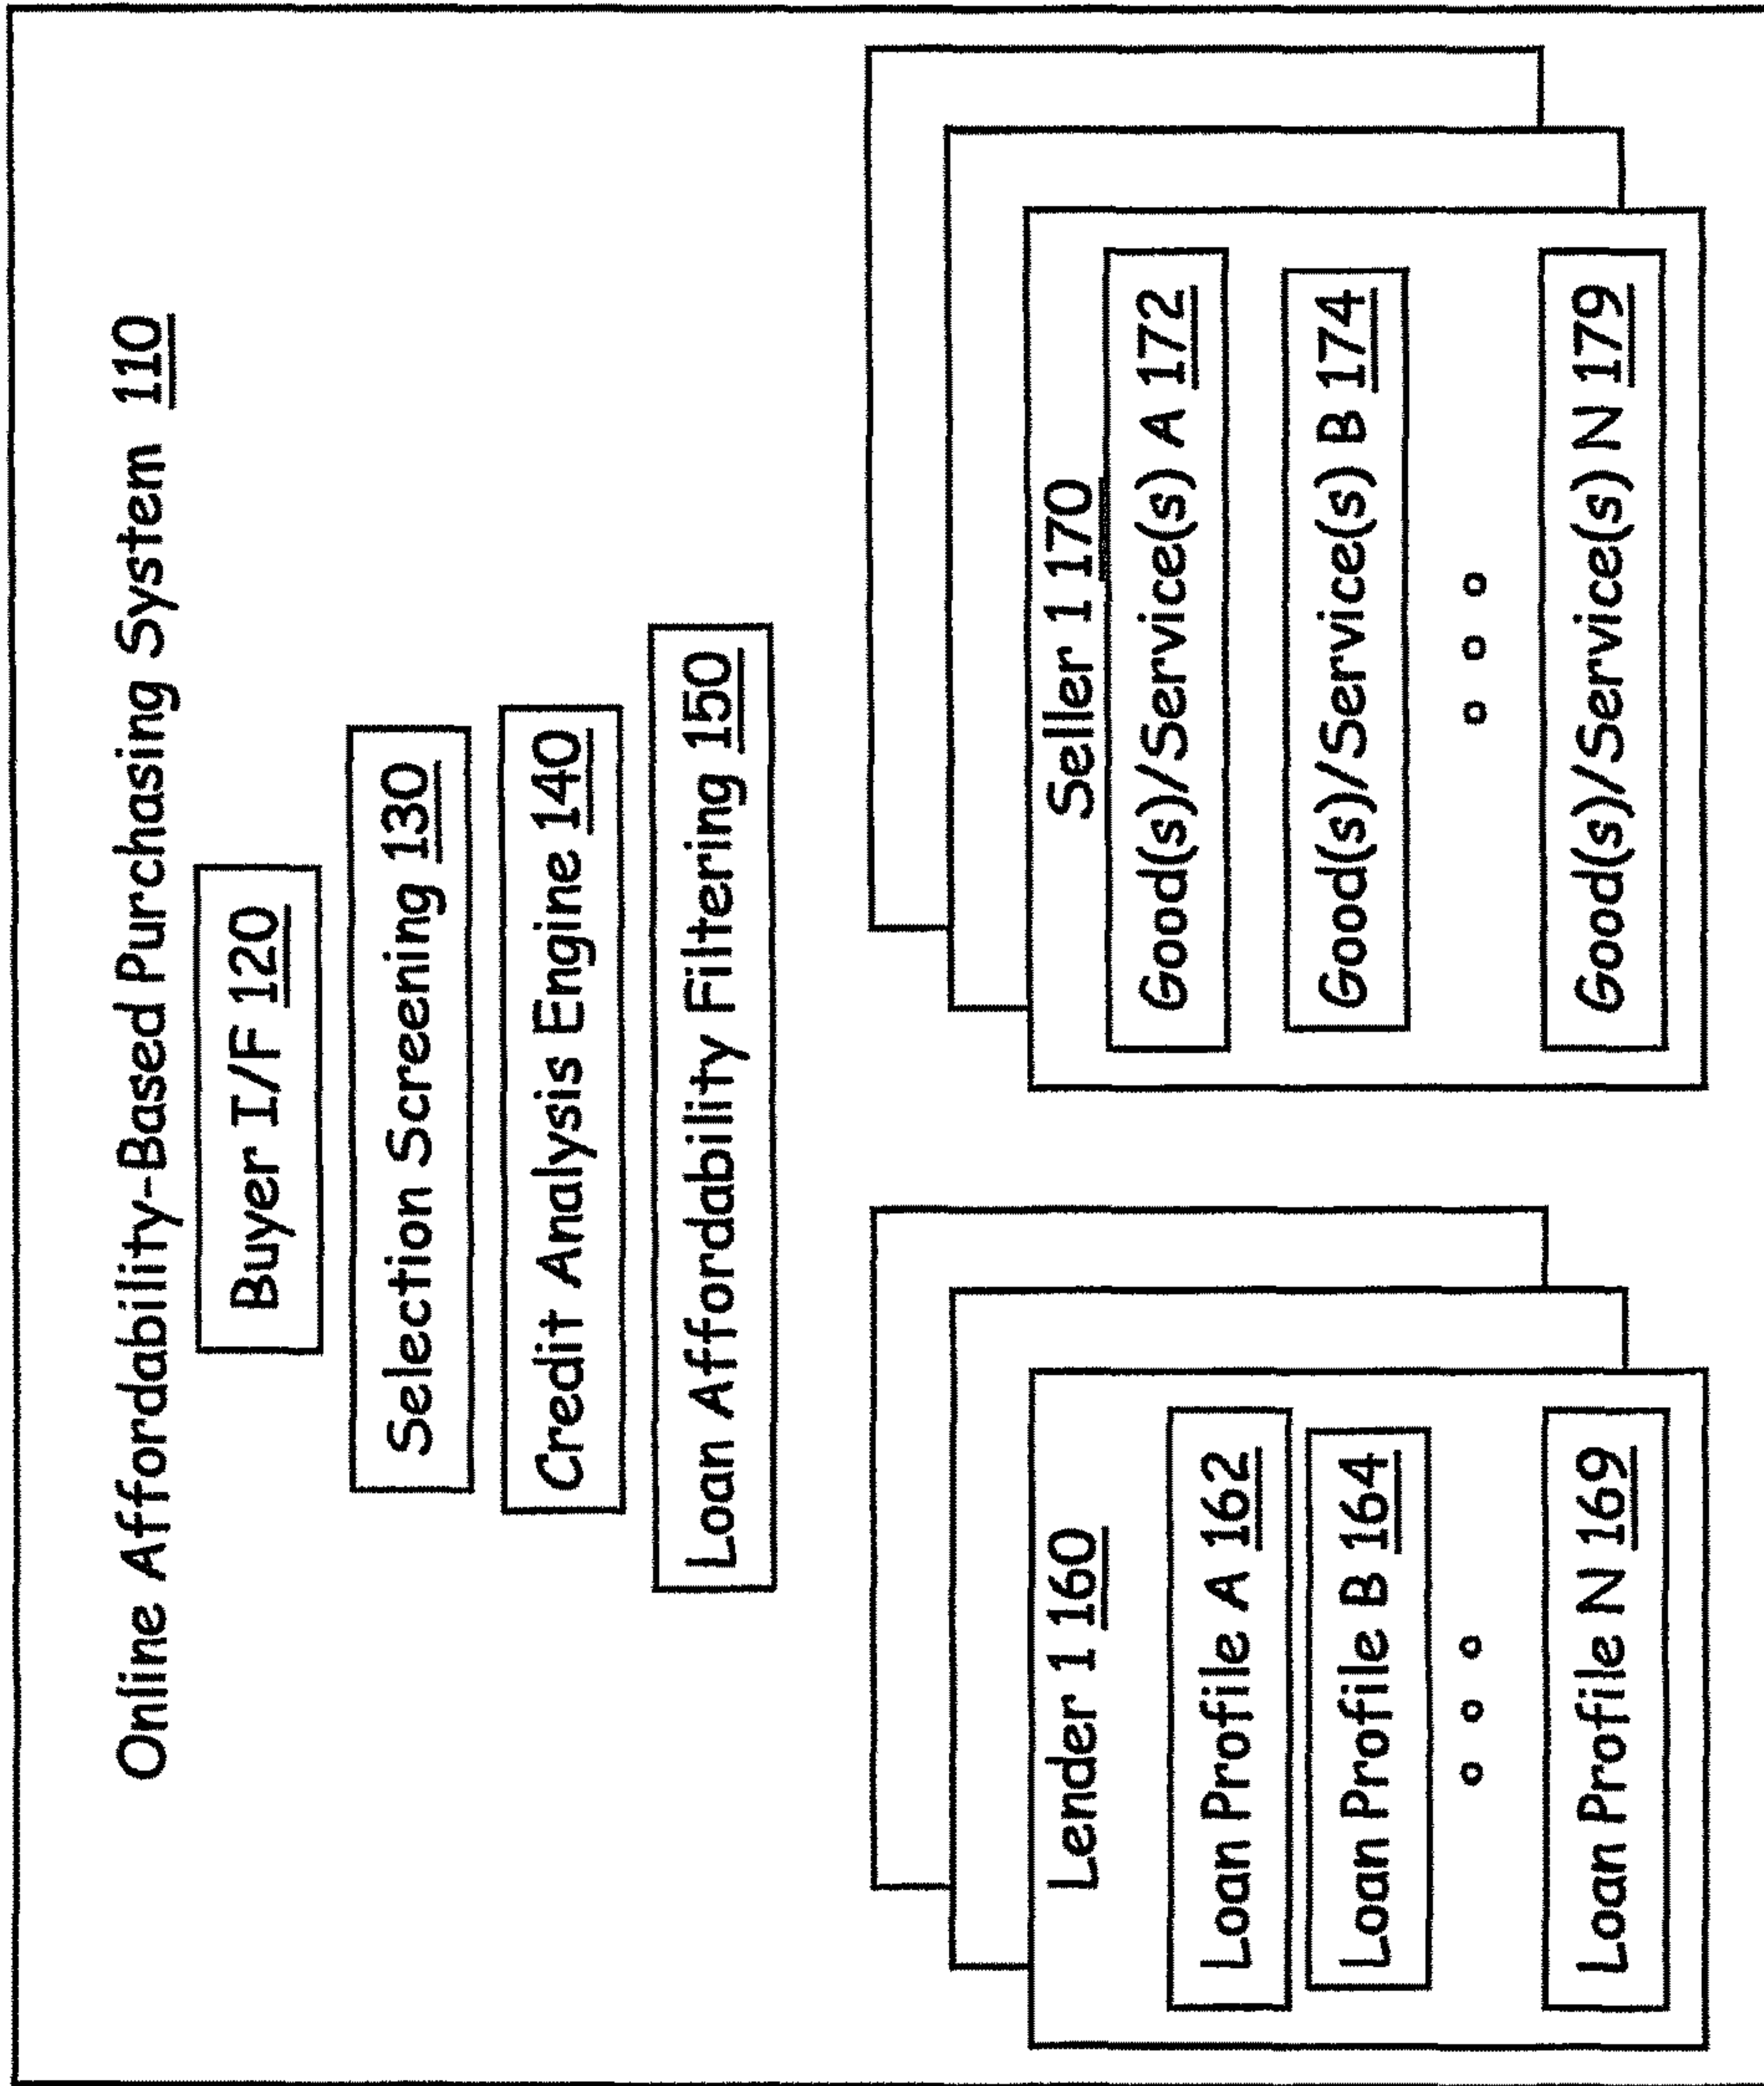 Online Affordability-Based Purchasing System 110
Buyer I/F 120
Selection Screening 130
Credit Analysis Engine 140
Loan Affordability Filtering 150
Lender 1 160
Loan Profile A 162
Loan Profile B 164
Loan Profile N 169
Seller 1 170
Good(s)/Service(s) A 172
Good(s)/Service(s) B 174
Good(s)/Service(s) N 179